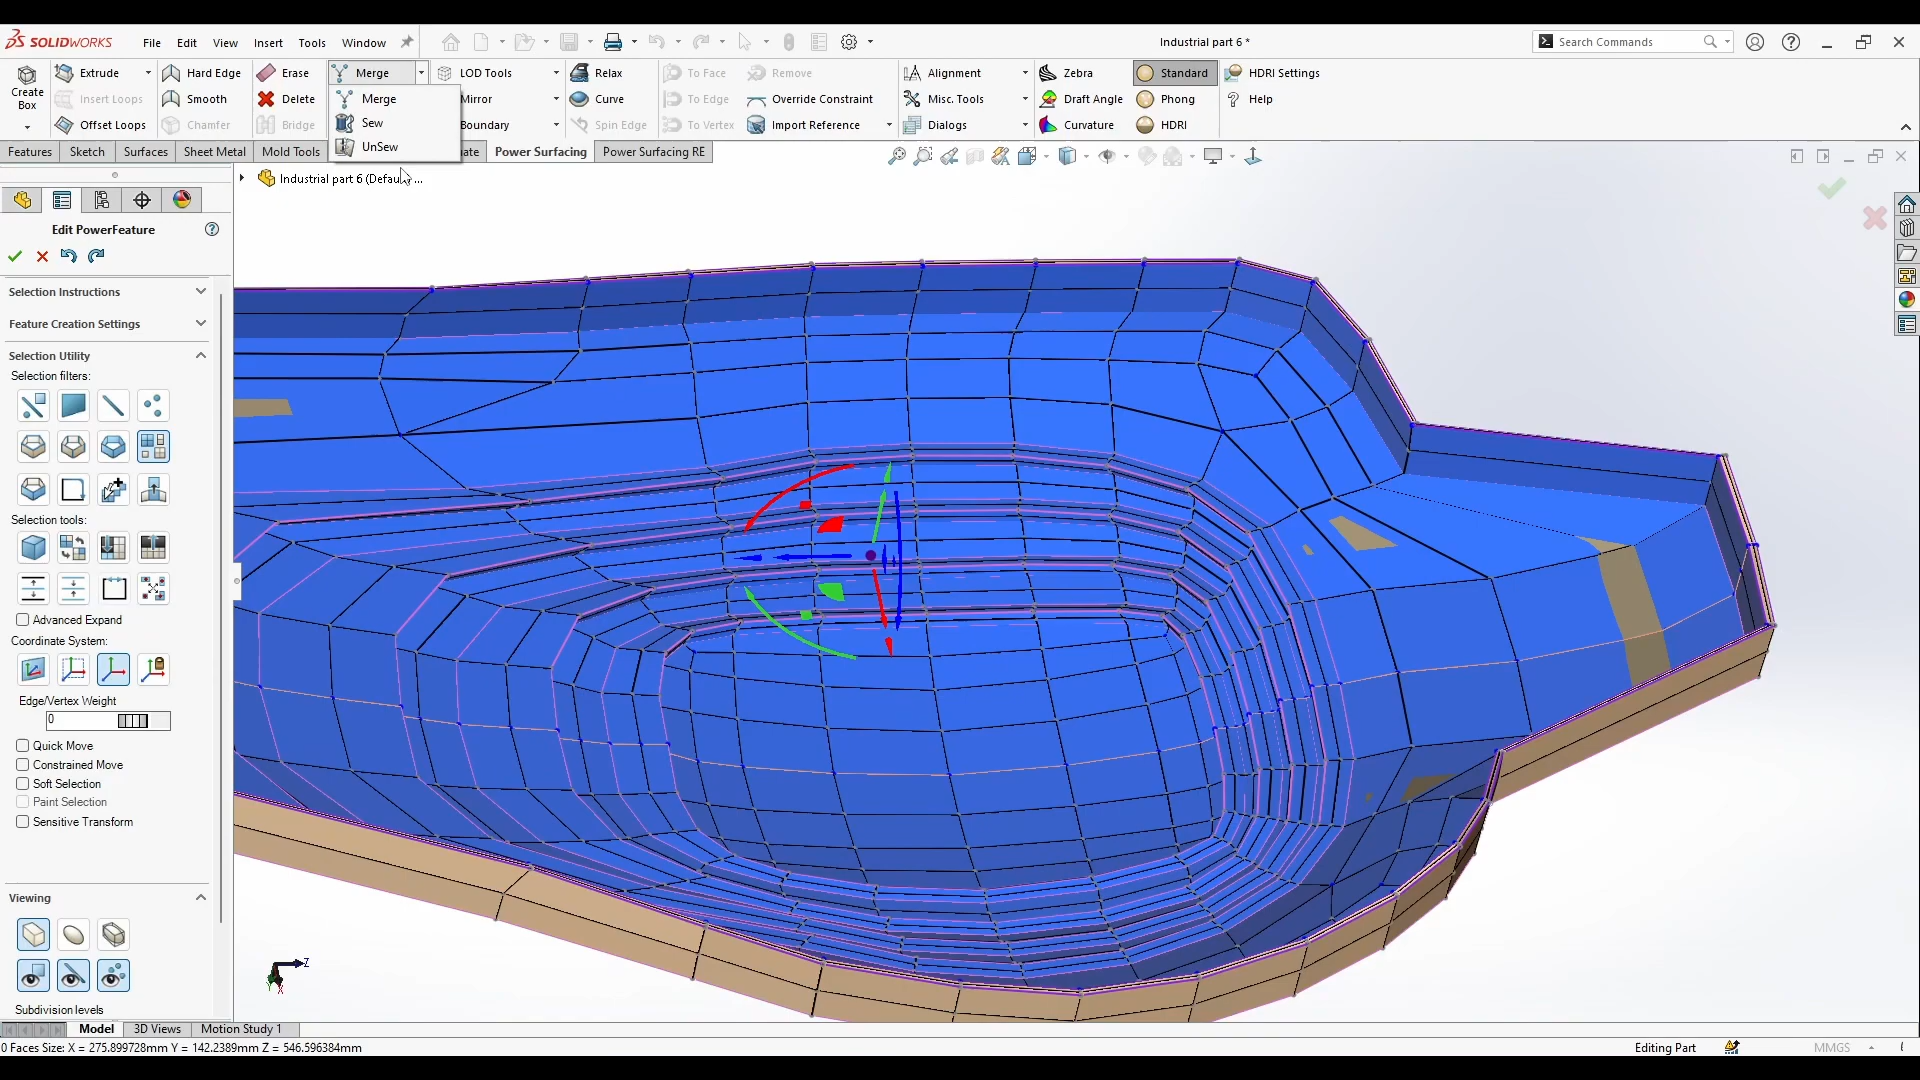 SOLIDWORKS File Edit View Insert Tools Window Industrial part 6 * Search Commands
Create Box
Extrude Hard Edge Erase Merge LOD Tools Relax To Face Remove Alignment Zebra Standard HDRI Settings
Insert Loops Smooth Delete Merge Mirror Curve To Edge Override Constraint Misc. Tools Draft Angle Phong Help
Offset Loops Chamfer Bridge Sew Boundary Spin Edge To Vertex Import Reference Dialogs Curvature HDRI
UnSew
Features Sketch Surfaces Sheet Metal Mold Tools Power Surfacing Power Surfacing RE
Industrial part 6 (Defau...
Edit PowerFeature
Selection Instructions
Feature Creation Settings
Selection Utility
Selection filters:
Selection tools:
Advanced Expand
Coordinate System:
Edge/Vertex Weight
0
Quick Move
Constrained Move
Soft Selection
Paint Selection
Sensitive Transform
Viewing
Z
Y X
Subdivision levels
Model 3D Views Motion Study 1
0 Faces Size: X = 275.899728mm Y = 142.2389mm Z = 546.596384mm Editing Part MMGS